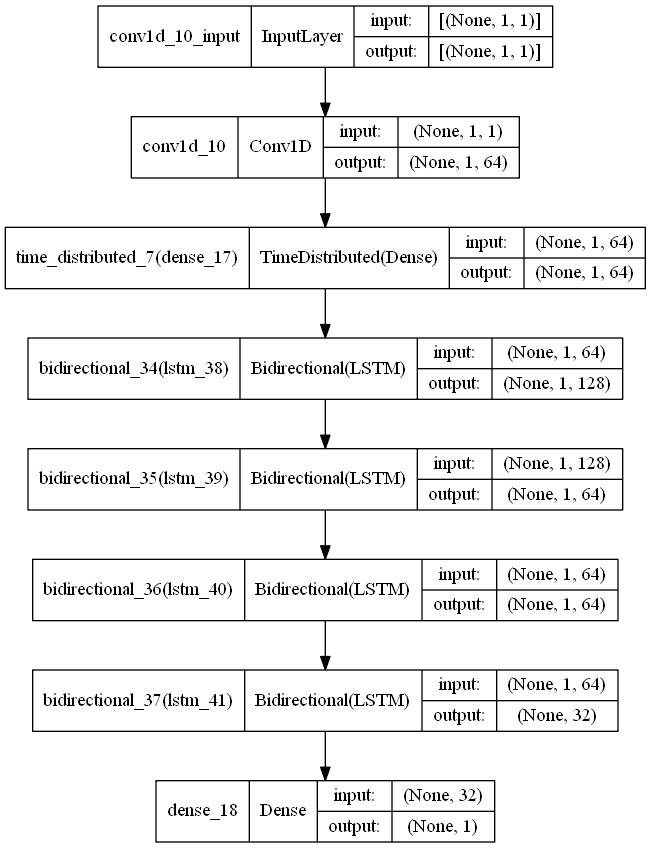 conv1d_10_input InputLayer input: [(None, 1, 1)]
output: [(None, 1, 1)]
conv1d_10 Conv1D input: (None, 1, 1)
output: (None, 1, 64)
time_distributed_7(dense_17) TimeDistributed(Dense) input: (None, 1, 64)
output: (None, 1, 64)
bidirectional_34(lstm_38) Bidirectional(LSTM) input: (None, 1, 64)
output: (None, 1, 128)
bidirectional_35(lstm_39) Bidirectional(LSTM) input: (None, 1, 128)
output: (None, 1, 64)
bidirectional_36(lstm_40) Bidirectional(LSTM) input: (None, 1, 64)
output: (None, 1, 64)
bidirectional_37(lstm_41) Bidirectional(LSTM) input: (None, 1, 64)
output: (None, 32)
dense_18 Dense input: (None, 32)
output: (None, 1)